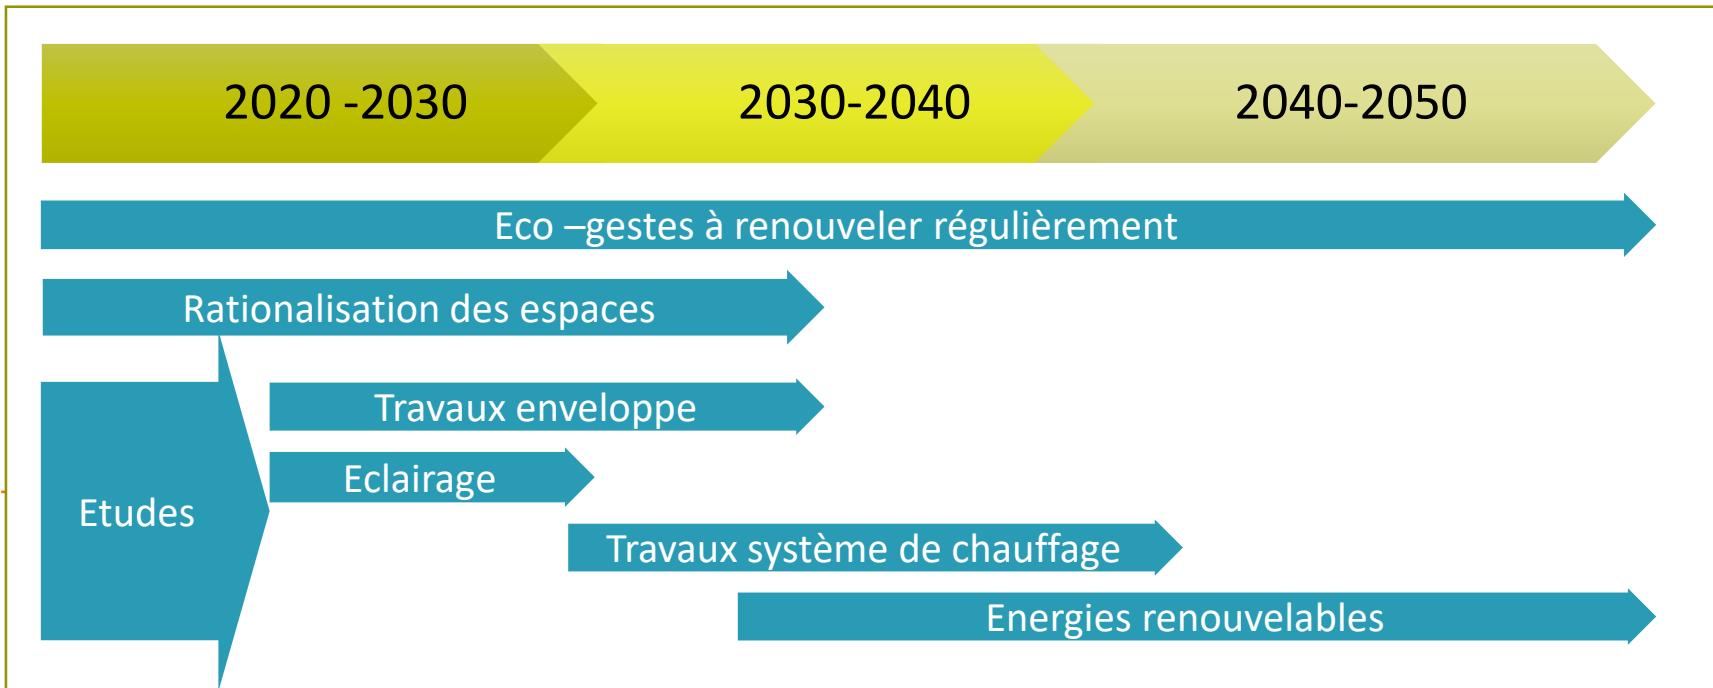 2020 -2030
2030-2040
2040-2050
Eco –gestes à renouveler régulièrement
Rationalisation des espaces
Travaux enveloppe
Eclairage
Etudes
Travaux système de chauffage
Energies renouvelables